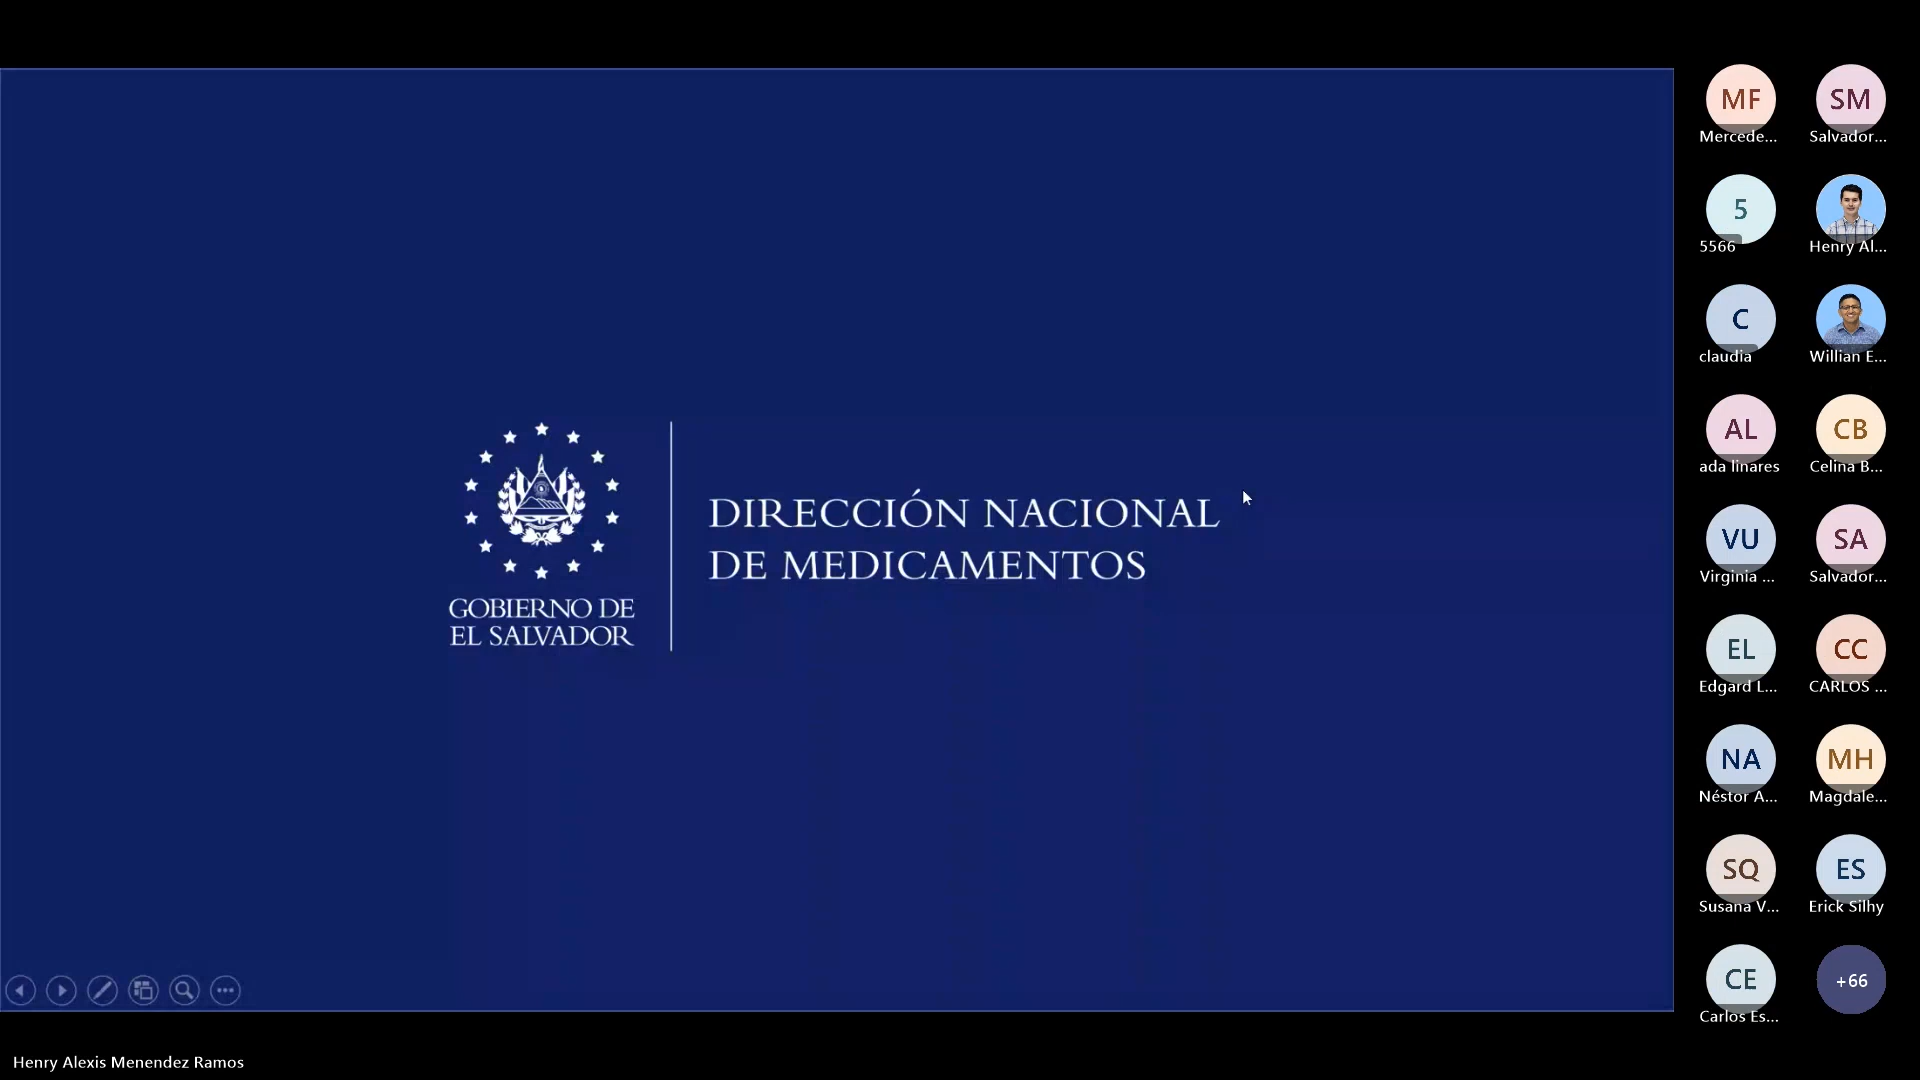 GOBIERNO DE
EL SALVADOR
DIRECCIÓN NACIONAL
DE MEDICAMENTOS
MF
Mercede...
SM
Salvador...
5
5566
Henry Al...
C
claudia
Willian E...
AL
ada linares
CB
Celina B...
VU
Virginia ...
SA
Salvador...
EL
Edgard L...
CC
CARLOS ...
NA
Néstor A...
MH
Magdale...
SQ
Susana V...
ES
Erick Silhy
CE
Carlos Es...
+66
Henry Alexis Menendez Ramos